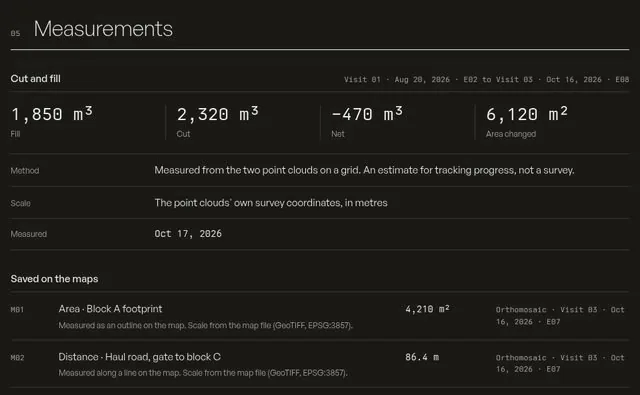 05 Measurements
Cut and fill
Visit 01 · Aug 20, 2026 · E02 to Visit 03 · Oct 16, 2026 · E08
1,850 m³
2,320 m³
-470 m³
6,120 m²
Fill
Cut
Net
Area changed
Method
Measured from the two point clouds on a grid. An estimate for tracking progress, not a survey.
Scale
The point clouds' own survey coordinates, in metres
Measured
Oct 17, 2026
Saved on the maps
M01
Area · Block A footprint
Measured as an outline on the map. Scale from the map file (GeoTIFF, EPSG:3857).
4,210 m²
Orthomosaic · Visit 03 · Oct
16, 2026 · E07
M02
Distance · Haul road, gate to block C
Measured along a line on the map. Scale from the map file (GeoTIFF, EPSG:3857).
86.4 m
Orthomosaic · Visit 03 · Oct
16, 2026 · E07